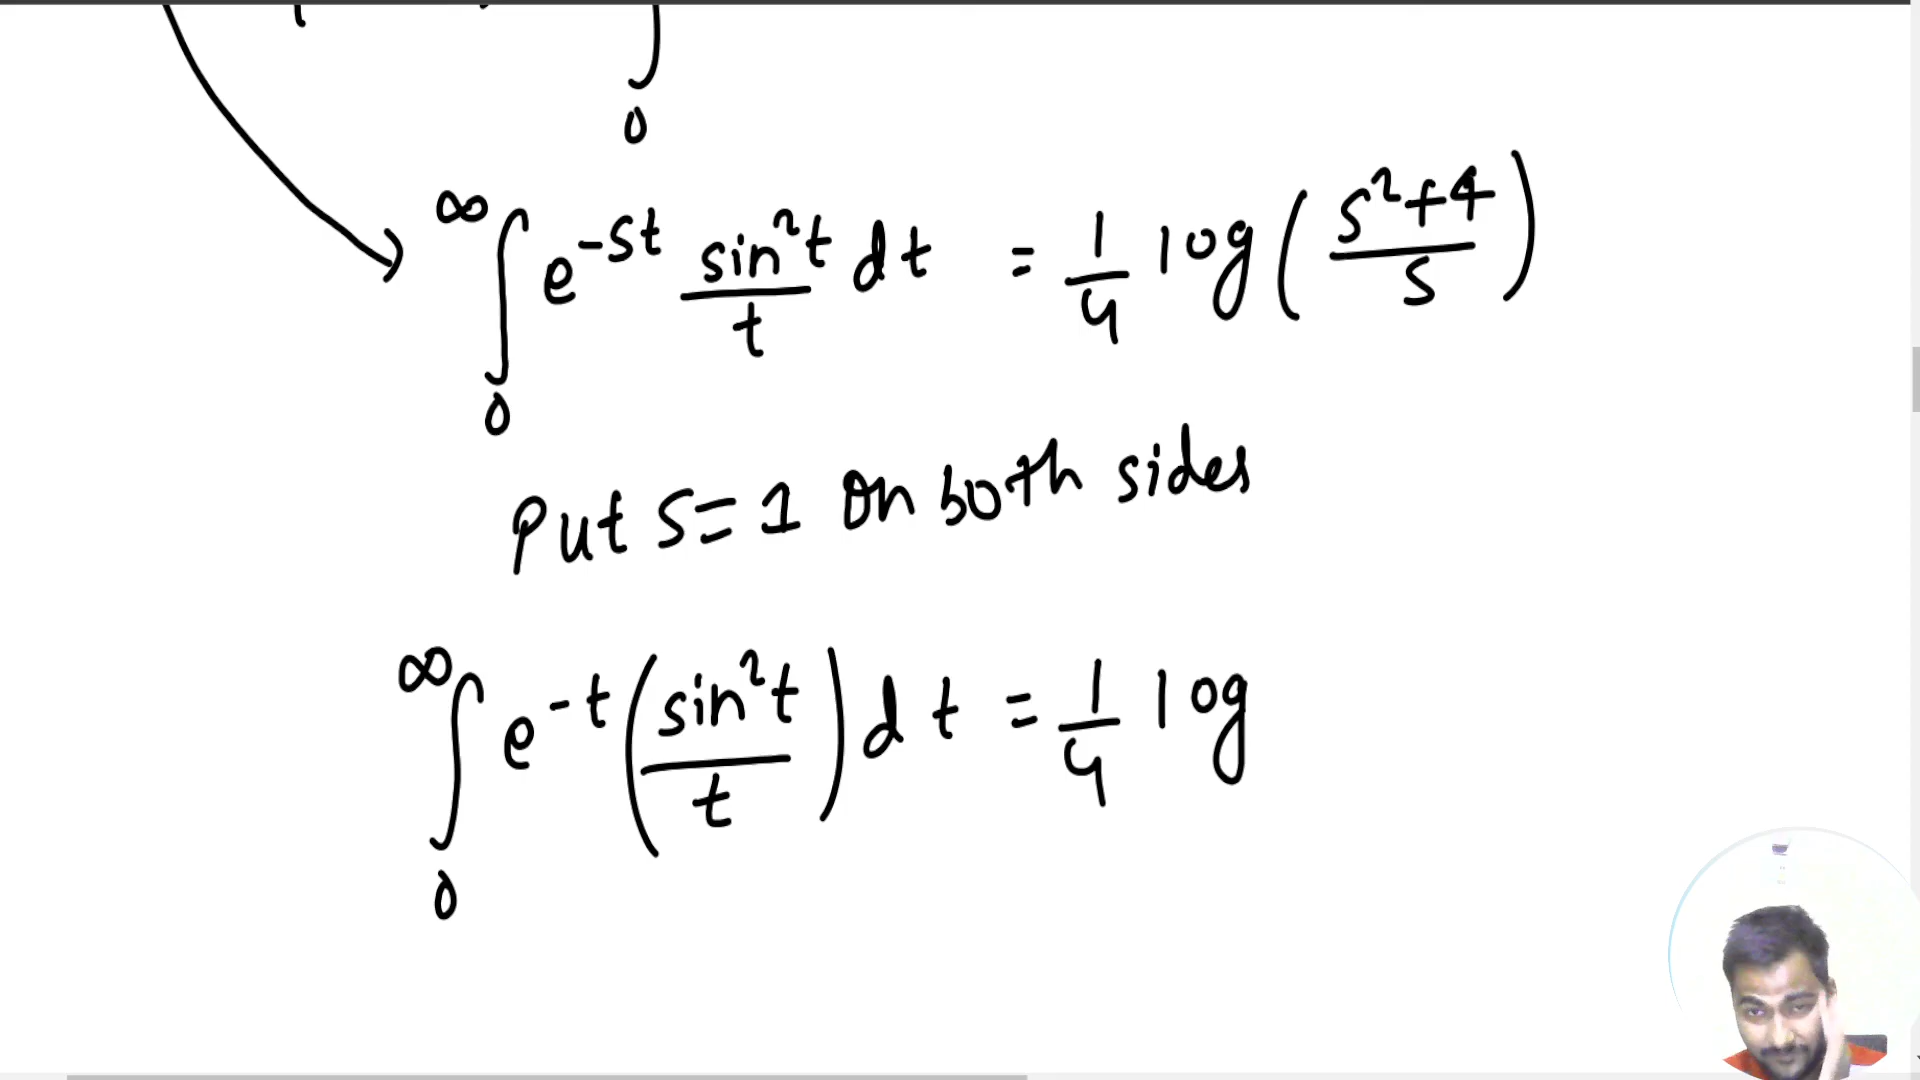 0
∞ ∫ 0 e^{-st} sin²t / t dt = 1/4 log ( s²+4 / s )
Put s=1 on both sides
∞ ∫ 0 e^{-t} ( sin²t / t ) dt = 1/4 log